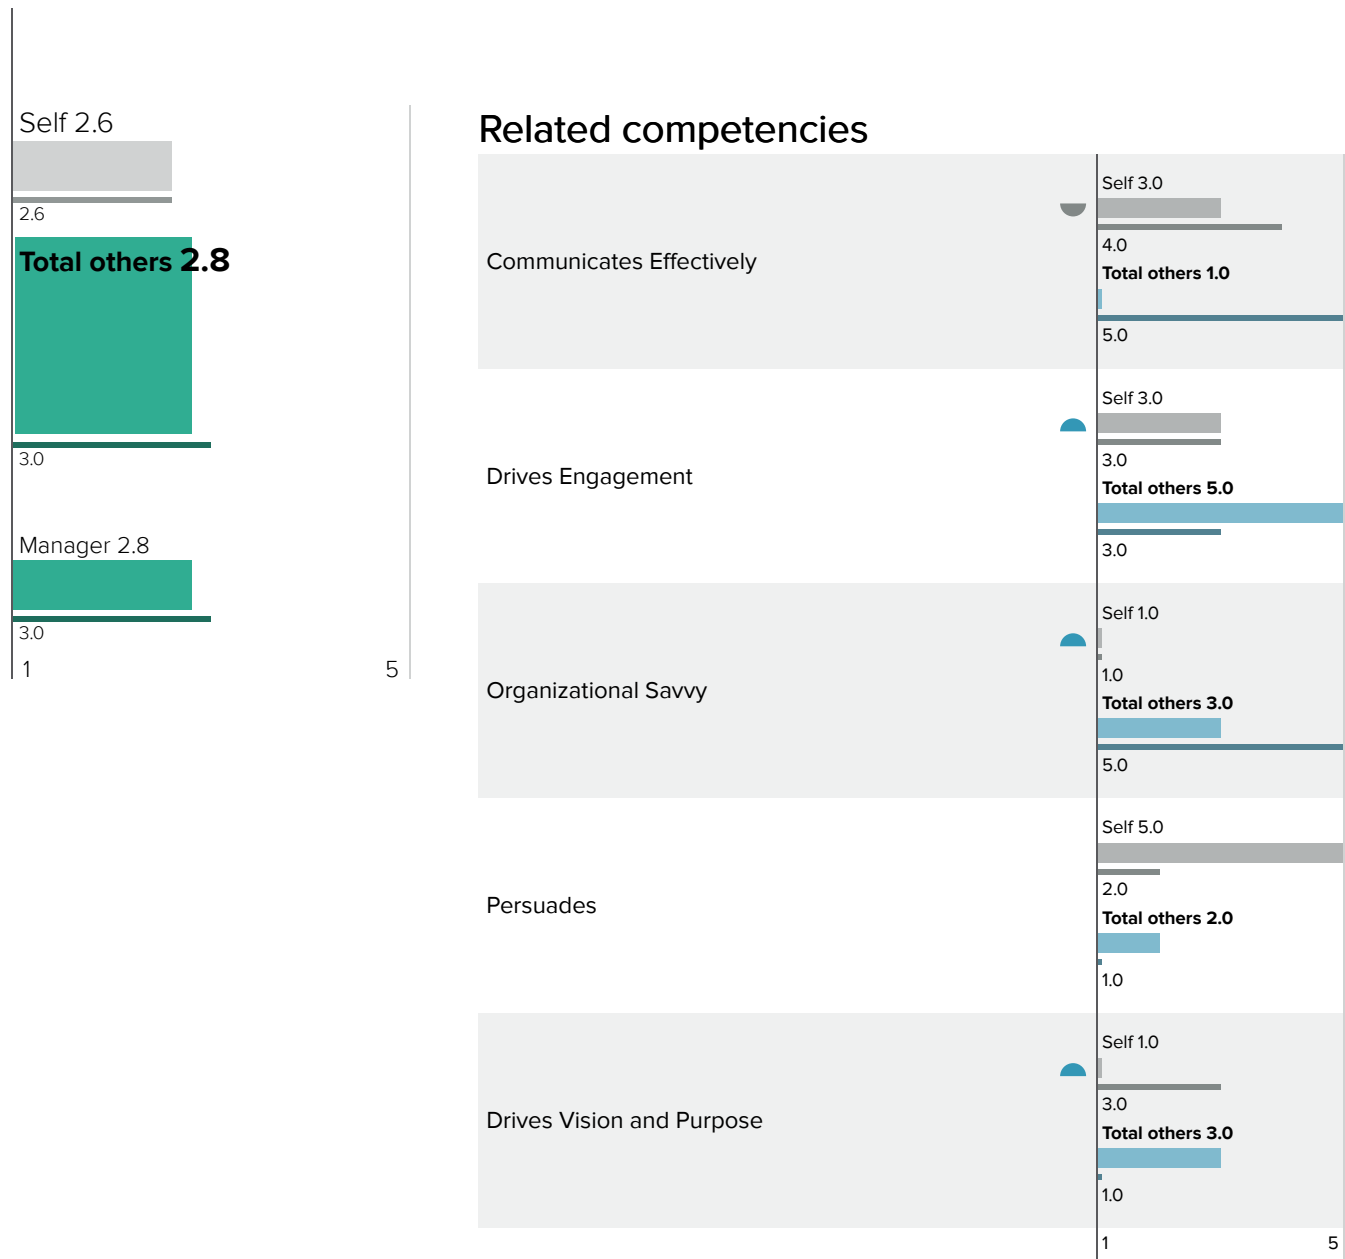 Self 2.6
2.6
Total others 2.8
3.0
Manager 2.8
3.0
1 5
Related competencies
Communicates Effectively
Self 3.0
4.0
Total others 1.0
5.0
Drives Engagement
Self 3.0
3.0
Total others 5.0
3.0
Organizational Savvy
Self 1.0
1.0
Total others 3.0
5.0
Persuades
Self 5.0
2.0
Total others 2.0
1.0
Drives Vision and Purpose
Self 1.0
3.0
Total others 3.0
1.0
1 5